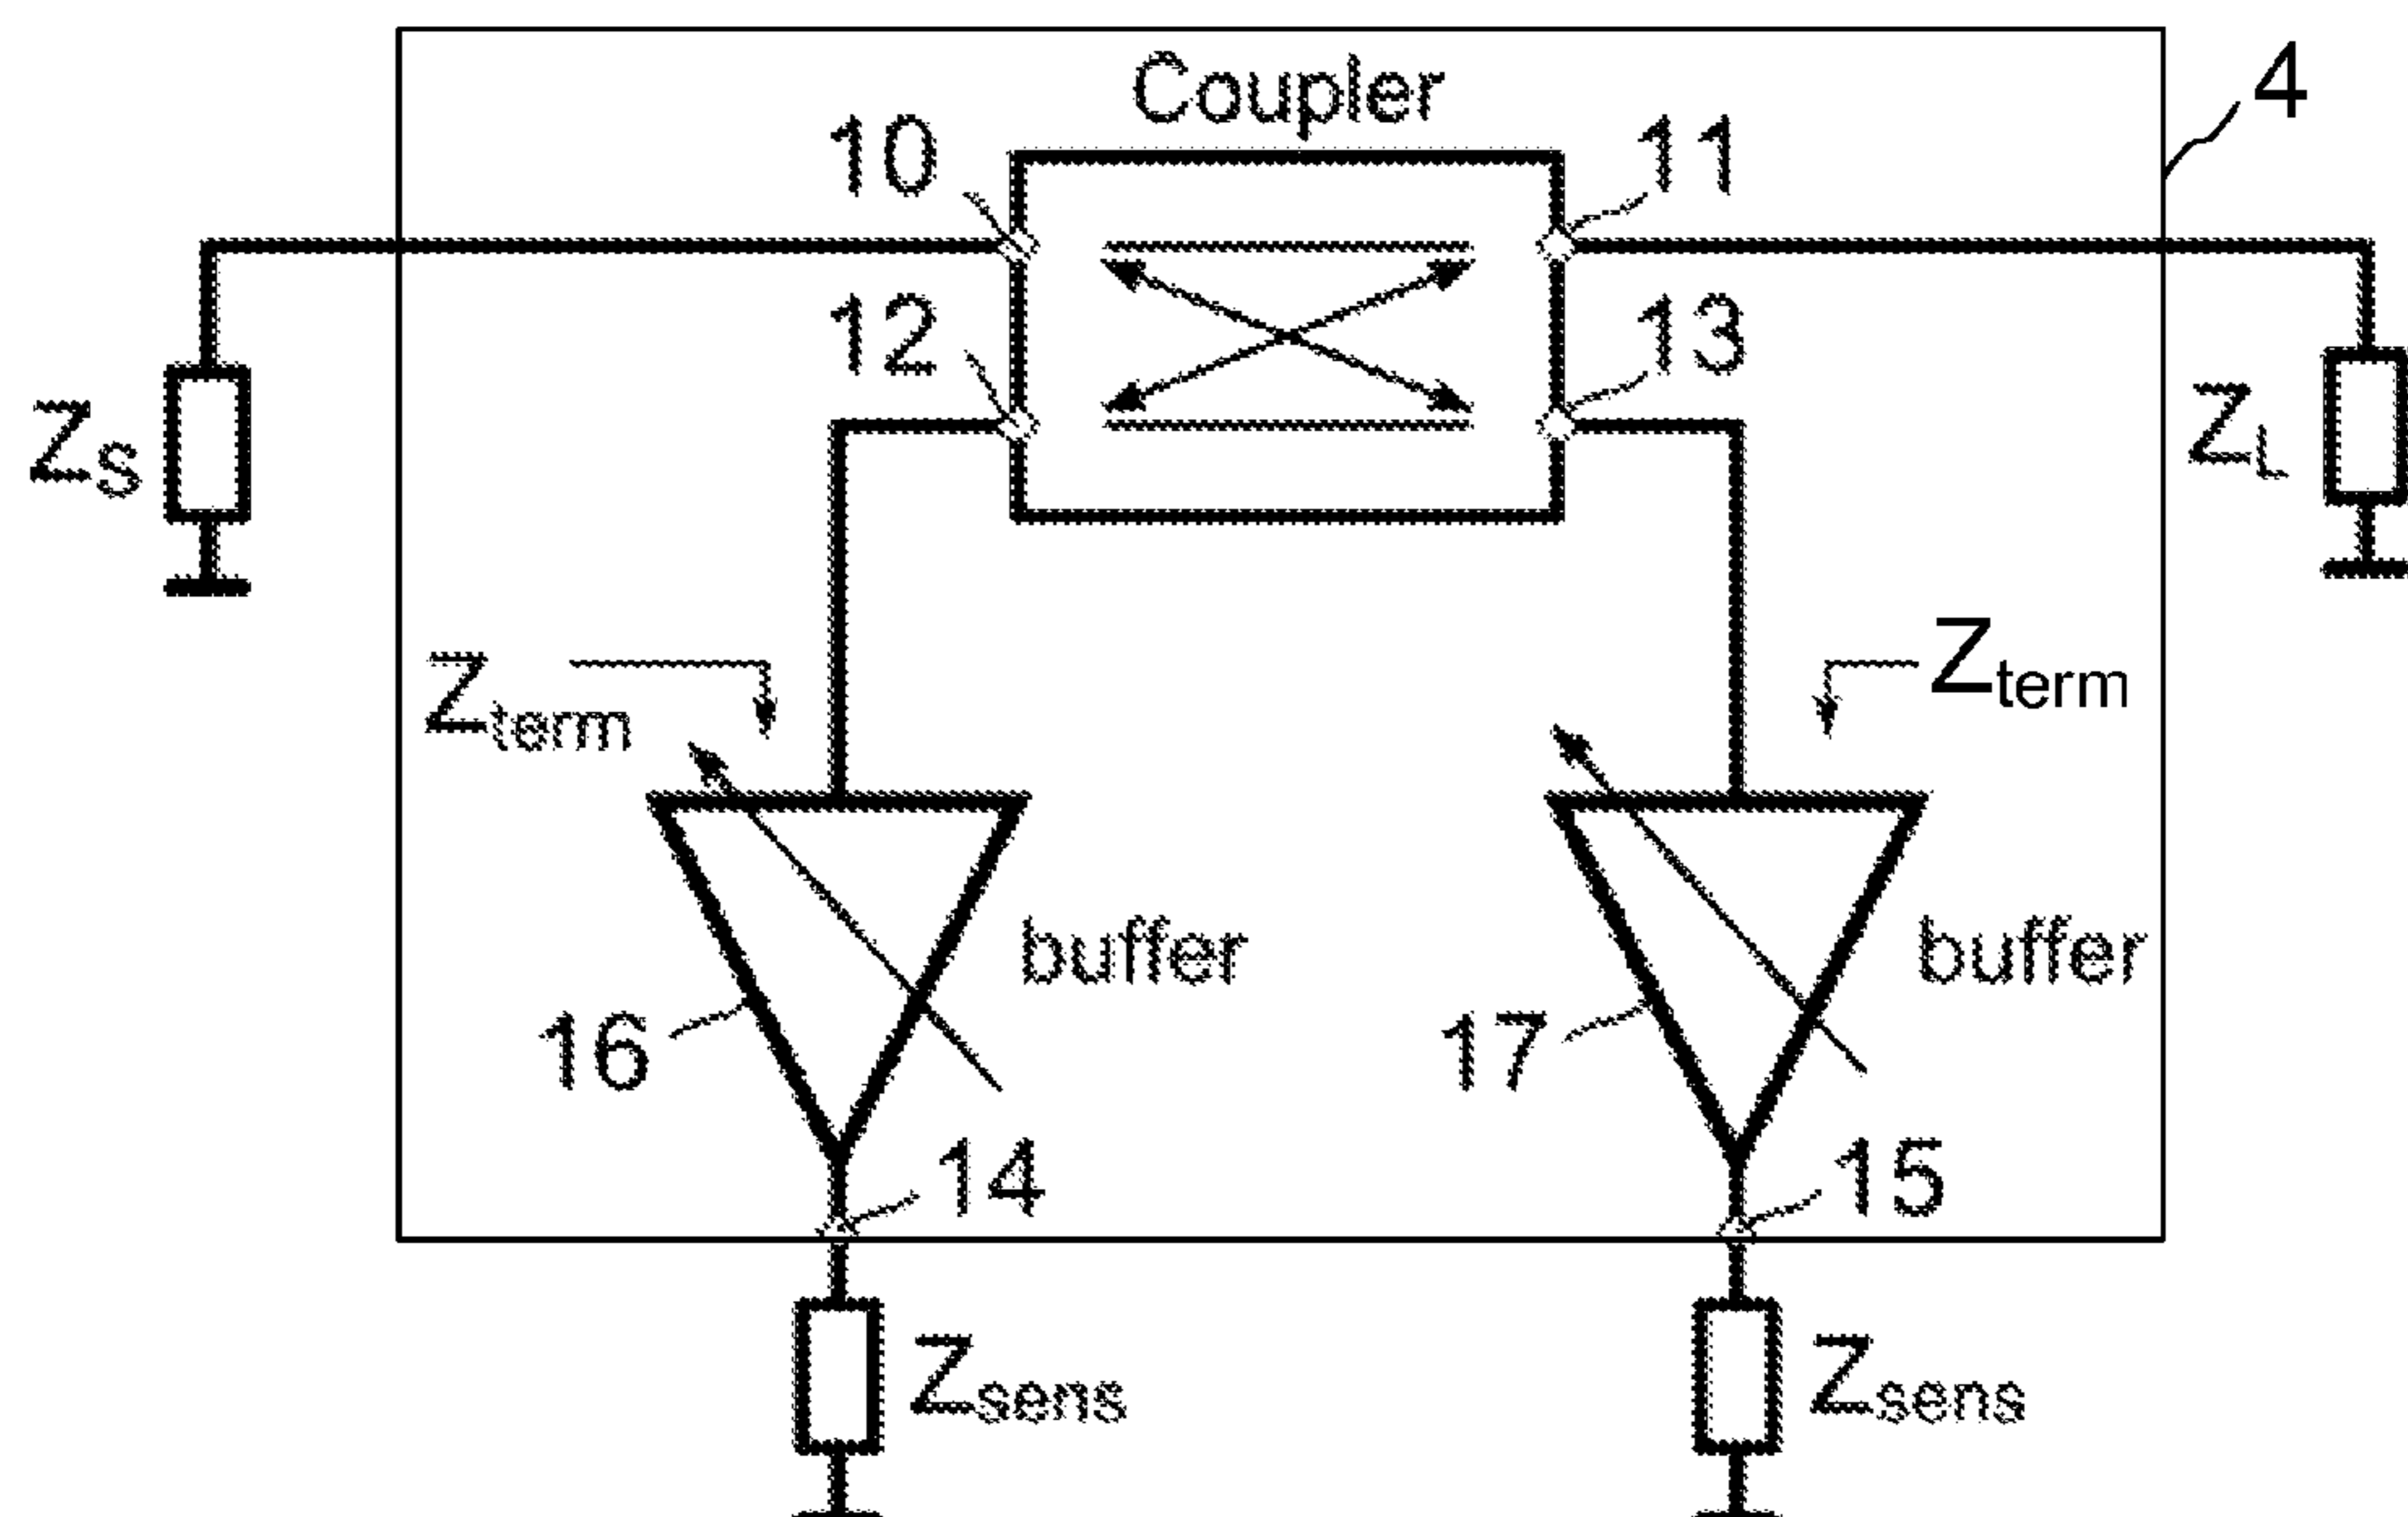 Coupler
4
10
11
12
13
ZS
ZL
Zterm
Zterm
buffer
buffer
16
17
14
15
Zsens
Zsens